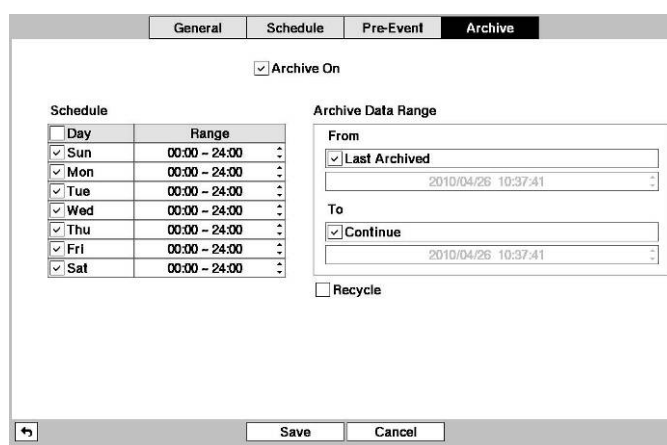 General Schedule Pre-Event Archive
Archive On
Schedule
Day Range
Sun 00:00 ~ 24:00
Mon 00:00 ~ 24:00
Tue 00:00 ~ 24:00
Wed 00:00 ~ 24:00
Thu 00:00 ~ 24:00
Fri 00:00 ~ 24:00
Sat 00:00 ~ 24:00
Archive Data Range
From
Last Archived
2010/04/26 10:37:41
To
Continue
2010/04/26 10:37:41
Recycle
Save Cancel